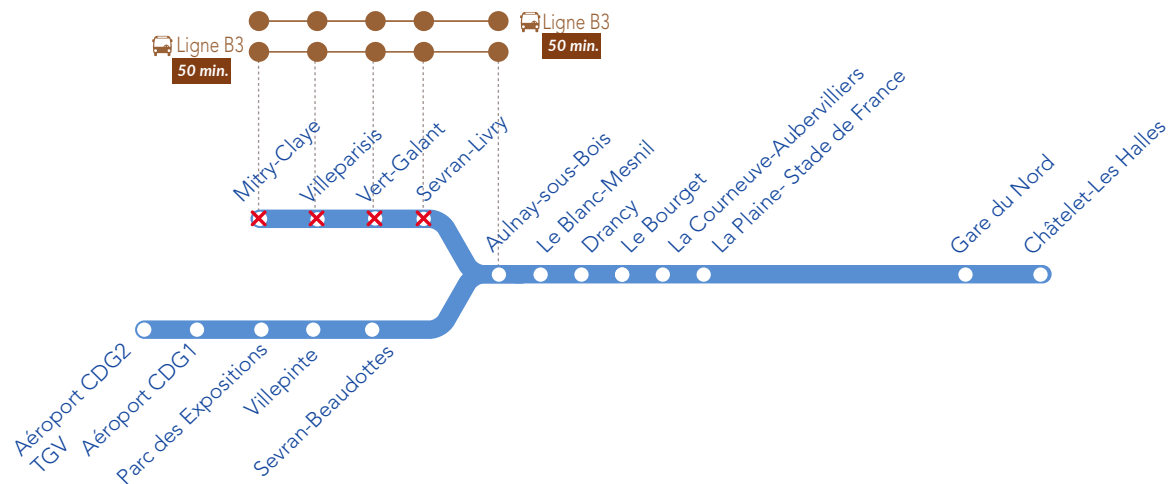 Ligne B3
50 min.
Ligne B3
50 min.
Mitry-Claye
Villeparisis
Vert-Galant
Sevran-Livry
Aulnay-sous-Bois
Le Blanc-Mesnil
Drancy
Le Bourget
La Courneuve-Aubervilliers
La Plaine- Stade de France
Gare du Nord
Châtelet-Les Halles
Aéroport CDG2
TGV
Aéroport CDG1
Parc des Expositions
Villepinte
Sevran-Beaudottes